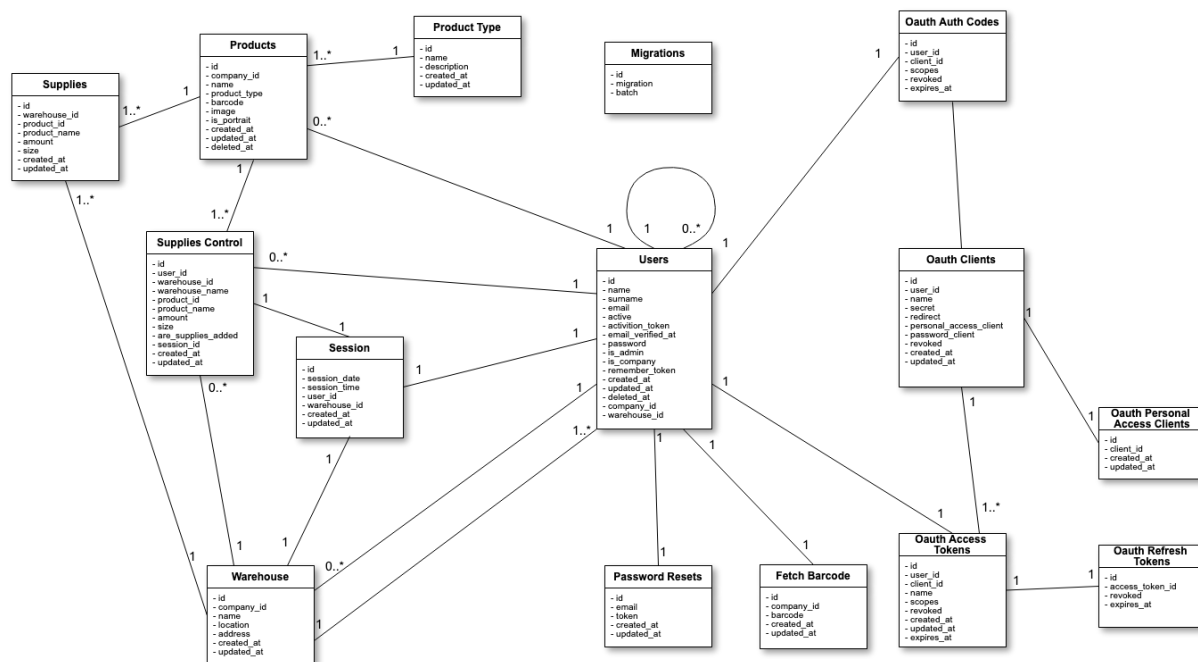 Products
- id
- company_id
- name
- product_type
- barcode
- image
- is_portrait
- created_at
- updated_at
- deleted_at
Product Type
- id
- name
- description
- created_at
- updated_at
Migrations
- id
- migration
- batch
Oauth Auth Codes
- id
- user_id
- client_id
- scopes
- revoked
- expires_at
Supplies
- id
- warehouse_id
- product_id
- product_name
- amount
- size
- created_at
- updated_at
1..*
1
1..*
1
1
0..*
1
1..*
1..*
1
1
0..*
1
Supplies Control
- id
- user_id
- warehouse_id
- warehouse_name
- product_id
- product_name
- amount
- size
- are_supplies_added
- session_id
- created_at
- updated_at
0..*
1
1
1
1
1
0..*
Session
- id
- session_date
- session_time
- user_id
- warehouse_id
- created_at
- updated_at
Users
- id
- name
- surname
- email
- active
- activition_token
- email_verified_at
- password
- is_admin
- is_company
- remember_token
- created_at
- updated_at
- deleted_at
- company_id
- warehouse_id
Oauth Clients
- id
- user_id
- name
- secret
- redirect
- personal_access_client
- password_client
- revoked
- created_at
- updated_at
1
1
1
1
1..*
1
1
1
1
Oauth Personal
Access Clients
- id
- client_id
- created_at
- updated_at
1
1
1
0..*
1
1
1
1
1..*
Warehouse
- id
- company_id
- name
- location
- address
- created_at
- updated_at
Password Resets
- id
- email
- token
- created_at
- updated_at
Fetch Barcode
- id
- company_id
- barcode
- created_at
- updated_at
Oauth Access
Tokens
- id
- user_id
- client_id
- name
- scopes
- revoked
- created_at
- updated_at
- expires_at
1
1
Oauth Refresh
Tokens
- id
- access_token_id
- revoked
- expires_at